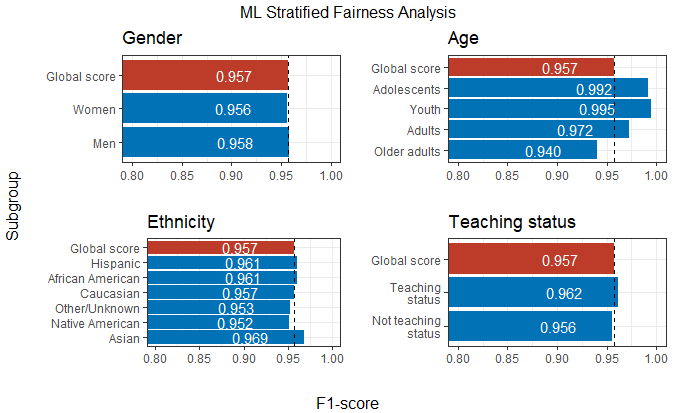 ML Stratified Fairness Analysis
Gender
Global score
0.957
Women
0.956
Men
0.958
0.80 0.85 0.90 0.95 1.00
Age
Global score
0.957
Adolescents
0.992
Youth
0.995
Adults
0.972
Older adults
0.940
0.80 0.85 0.90 0.95 1.00
Subgroup
Ethnicity
Global score
0.957
Hispanic
0.961
African American
0.961
Caucasian
0.957
Other/Unknown
0.953
Native American
0.952
Asian
0.969
0.80 0.85 0.90 0.95 1.00
Teaching status
Global score
0.957
Teaching
status
0.962
Not teaching
status
0.956
0.80 0.85 0.90 0.95 1.00
F1-score